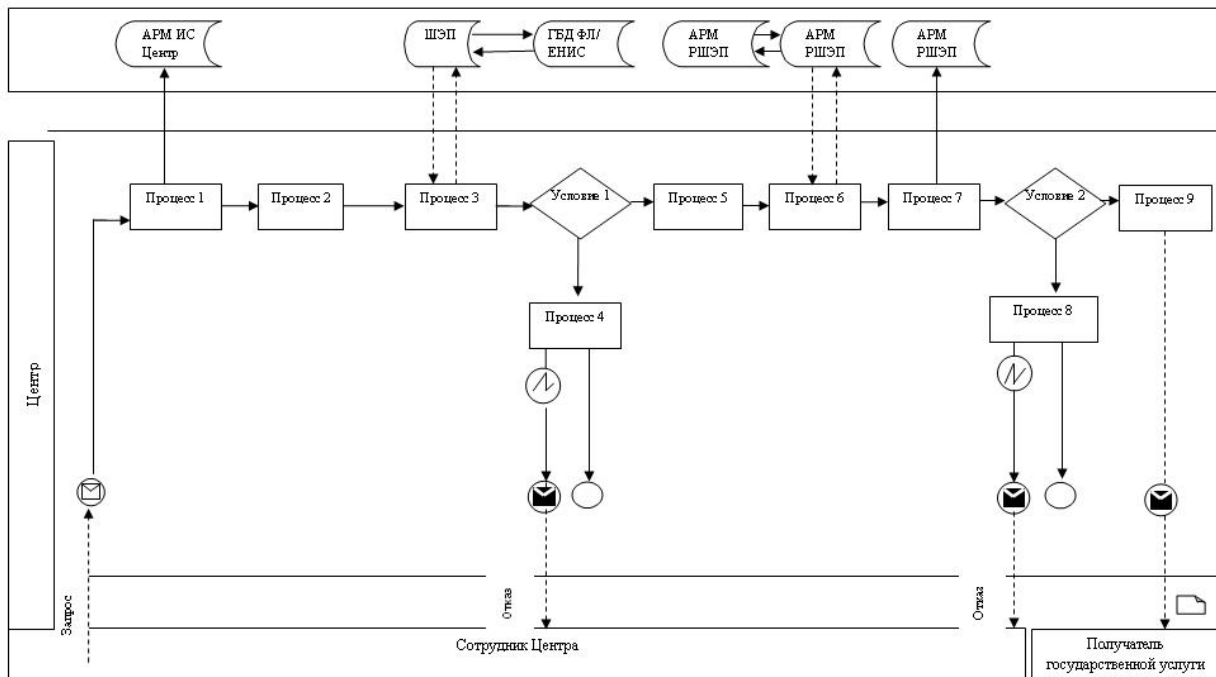 АРМ ИС
Центр
ШЭП
ГБД ФЛ/
ЕНИС
АРМ
РШЭП
АРМ
РШЭП
АРМ
РШЭП
Процесс 1
Процесс 2
Процесс 3
Условие 1
Процесс 5
Процесс 6
Процесс 7
Условие 2
Процесс 9
Процесс 4
Процесс 8
Центр
Запрос
Отказ
Отказ
Сотрудник Центра
Получатель
государственной услуги